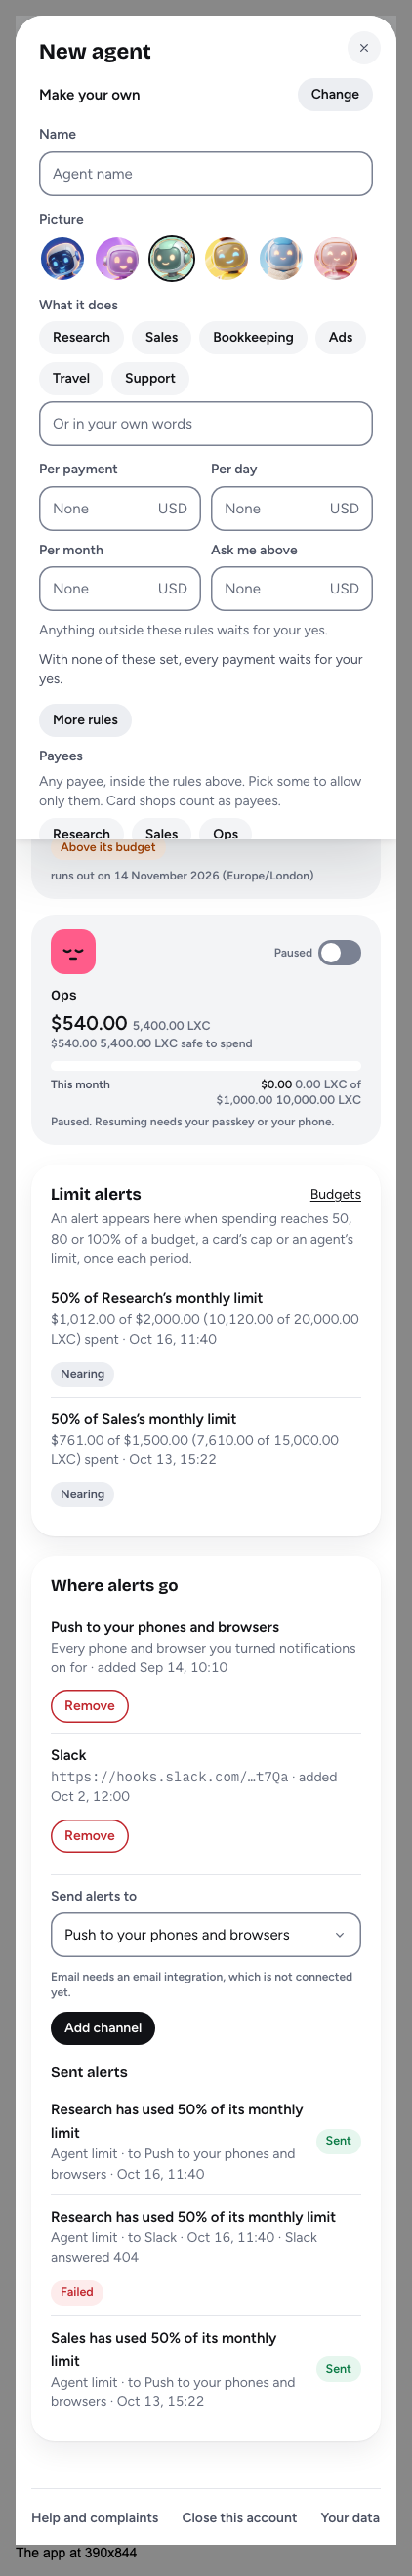 New agent
Make your own
Change
Name
Agent name
Picture
What it does
Research Sales Bookkeeping Ads
Travel Support
Or in your own words
Per payment Per day
None USD None USD
Per month Ask me above
None USD None USD
Anything outside these rules waits for your yes.
With none of these set, every payment waits for your
yes.
More rules
Payees
Any payee, inside the rules above. Pick some to allow
only them. Card shops count as payees.
Research Sales Ops
Above its budget
runs out on 14 November 2026 (Europe/London)
Paused
Ops
$540.00 5,400.00 LXC
$540.00 5,400.00 LXC safe to spend
This month $0.00 0.00 LXC of
$1,000.00 10,000.00 LXC
Paused. Resuming needs your passkey or your phone.
Limit alerts Budgets
An alert appears here when spending reaches 50,
80 or 100% of a budget, a card's cap or an agent's
limit, once each period.
50% of Research's monthly limit
$1,012.00 of $2,000.00 (10,120.00 of 20,000.00
LXC) spent · Oct 16, 11:40
Nearing
50% of Sales's monthly limit
$761.00 of $1,500.00 (7,610.00 of 15,000.00
LXC) spent · Oct 13, 15:22
Nearing
Where alerts go
Push to your phones and browsers
Every phone and browser you turned notifications
on for · added Sep 14, 10:10
Remove
Slack
https://hooks.slack.com/…t7Qa · added
Oct 2, 12:00
Remove
Send alerts to
Push to your phones and browsers
Email needs an email integration, which is not connected
yet.
Add channel
Sent alerts
Research has used 50% of its monthly
limit
Agent limit · to Push to your phones and
browsers · Oct 16, 11:40
Sent
Research has used 50% of its monthly limit
Agent limit · to Slack · Oct 16, 11:40 · Slack
answered 404
Failed
Sales has used 50% of its monthly
limit
Agent limit · to Push to your phones and
browsers · Oct 13, 15:22
Sent
Help and complaints Close this account Your data
The app at 390x844